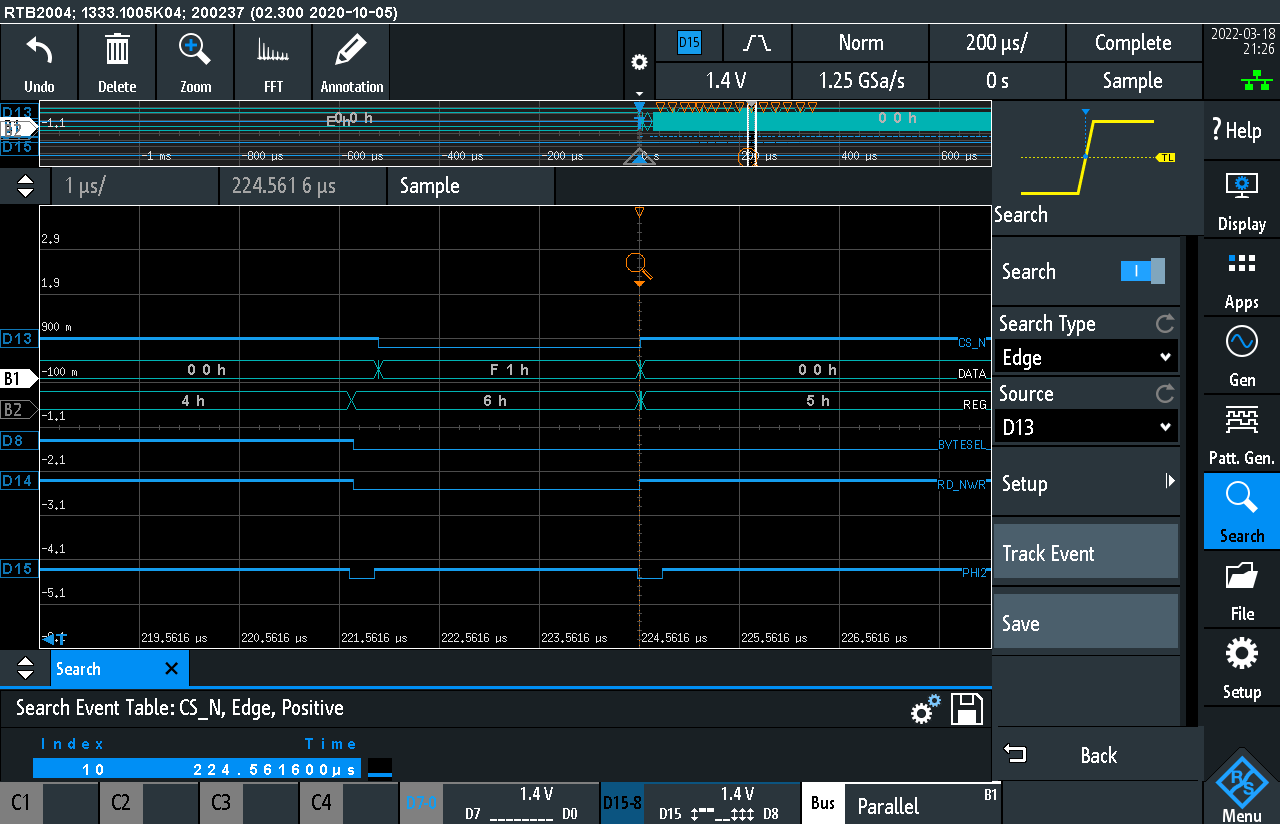 RTB2004; 1333.1005K04; 200237 (02.300 2020-10-05)
Undo Delete Zoom FFT Annotation
D15 Norm 200 µs/ Complete
1.4 V 1.25 GSa/s 0 s Sample
2022-03-18
21:26
D13
D15
-1.1
0 0 h
-1 ms -800 µs -600 µs -400 µs -200 µs 200 µs 400 µs 600 µs
1 µs/ 224.561 6 µs Sample
2.9
1.9
900 m
D13 CS_N
B1 -100 m 0 0 h F 1 h 0 0 h DATA
B2 4 h 6 h 5 h REG
-1.1
D8 BYTESEL
-2.1
D14 RD_NWR
-3.1
-4.1
D15 PHI2
-5.1
219.5616 µs 220.5616 µs 221.5616 µs 222.5616 µs 223.5616 µs 224.5616 µs 225.5616 µs 226.5616 µs
TL
Search
Search
Search Type
Edge
Source
D13
Setup
Track Event
Save
Back
? Help
Display
Apps
Gen
Patt. Gen.
Search
File
Setup
Menu
Search
Search Event Table: CS_N, Edge, Positive
Index Time
10 224.561600µs
C1 C2 C3 C4 D7-0 1.4 V D7 D0 D15-8 1.4 V D15 D8 Bus Parallel B1
R&S